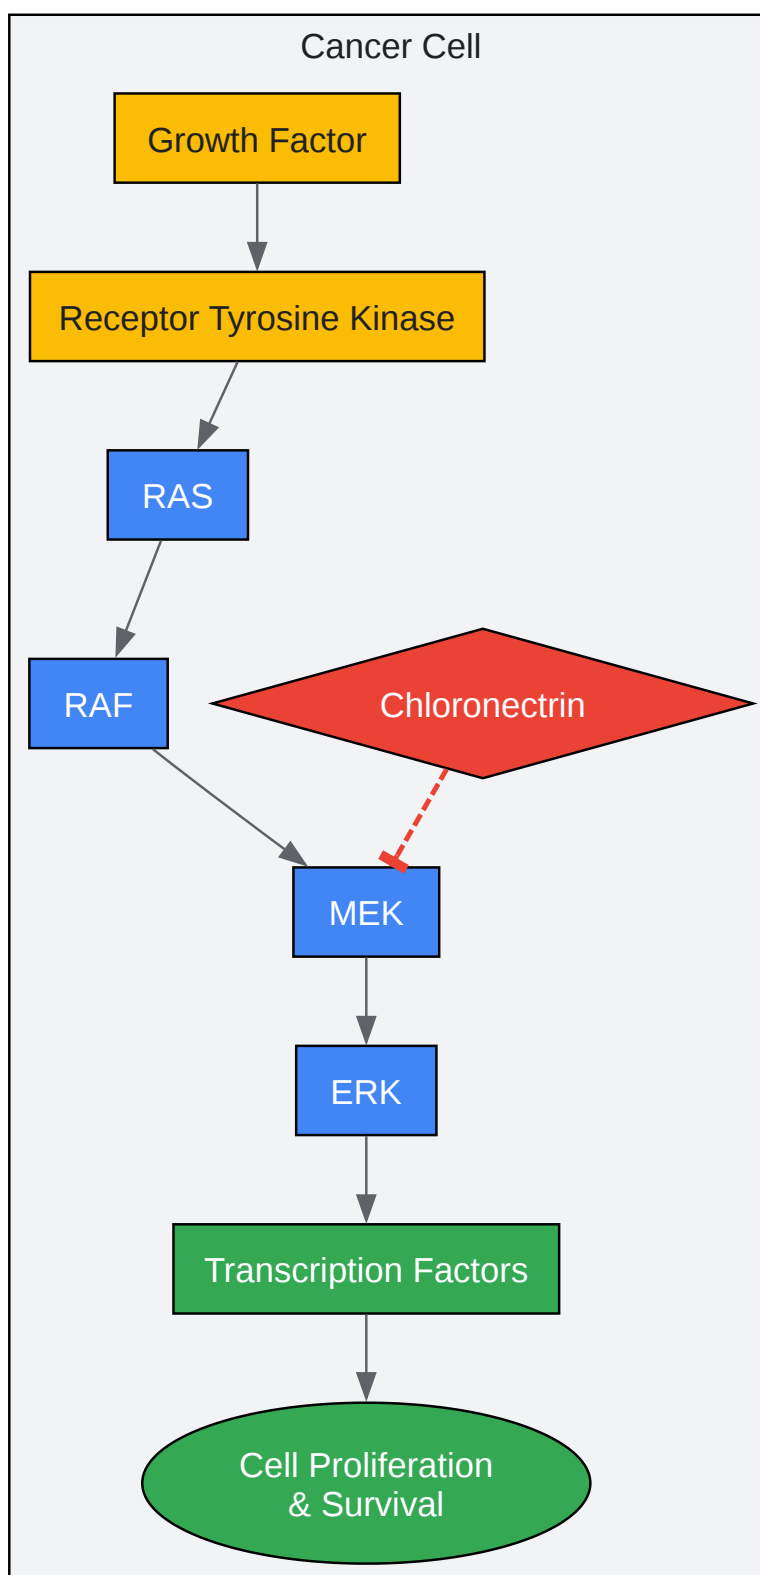 Cancer Cell
Growth Factor
Receptor Tyrosine Kinase
RAS
RAF
Chloronectrin
MEK
ERK
Transcription Factors
Cell Proliferation
& Survival